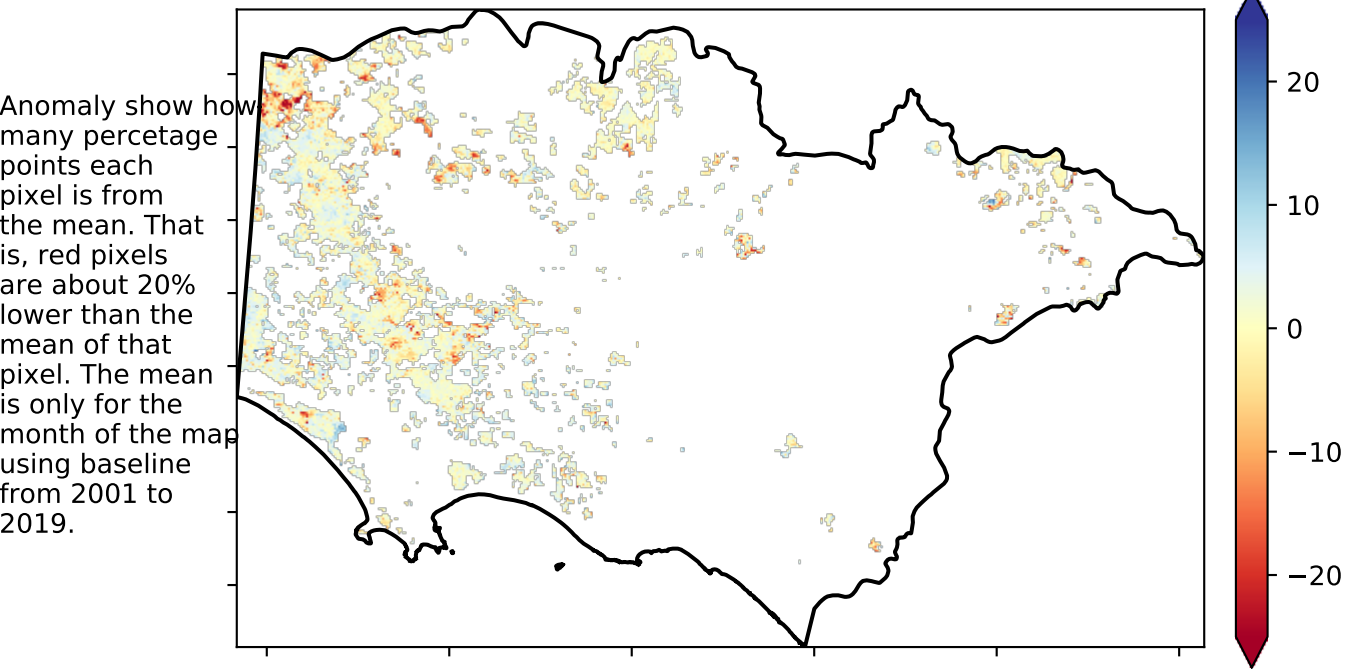 Anomaly show how
many percetage
points each
pixel is from
the mean. That
is, red pixels
are about 20%
lower than the
mean of that
pixel. The mean
is only for the
month of the map
using baseline
from 2001 to
2019.
20
10
0
−10
−20